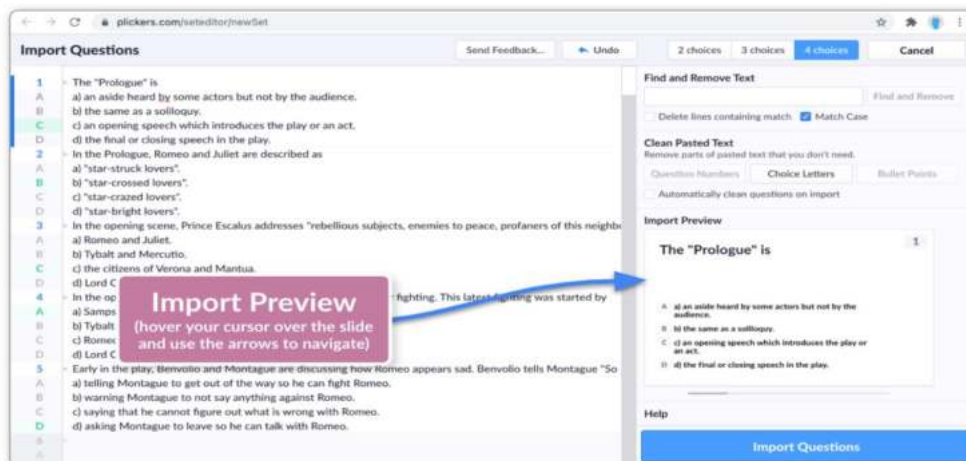 plickers.com/seteditor/newSet
Import Questions
Send Feedback...
Undo
2 choices
3 choices
4 choices
Cancel
1 The "Prologue" is
A a) an aside heard by some actors but not by the audience.
B b) the same as a soliloquy.
C c) an opening speech which introduces the play or an act.
D d) the final or closing speech in the play.
2 In the Prologue, Romeo and Juliet are described as
A a) "star-struck lovers".
B b) "star-crossed lovers".
C c) "star-crazed lovers".
D d) "star-bright lovers".
3 In the opening scene, Prince Escalus addresses "rebellious subjects, enemies to peace, profaners of this neighb
A a) Romeo and Juliet.
B b) Tybalt and Mercutio.
C c) the citizens of Verona and Mantua.
D d) Lord C
4 In the op fighting. This latest fighting was started by
A a) Samps
B b) Tybalt
C c) Romeo
D d) Lord C
5 Early in the play, Benvolio and Montague are discussing how Romeo appears sad. Benvolio tells Montague "So
A a) telling Montague to get out of the way so he can fight Romeo.
B b) warning Montague to not say anything against Romeo.
C c) saying that he cannot figure out what is wrong with Romeo.
D d) asking Montague to leave so he can talk with Romeo.
6
A
Import Preview
(hover your cursor over the slide
and use the arrows to navigate)
Find and Remove Text
Find and Remove
Delete lines containing match
Match Case
Clean Pasted Text
Remove parts of pasted text that you don't need.
Question Numbers
Choice Letters
Bullet Points
Automatically clean questions on import
Import Preview
1
The "Prologue" is
A a) an aside heard by some actors but not by the
audience.
B b) the same as a soliloquy.
C c) an opening speech which introduces the play or
an act.
D d) the final or closing speech in the play.
Help
Import Questions